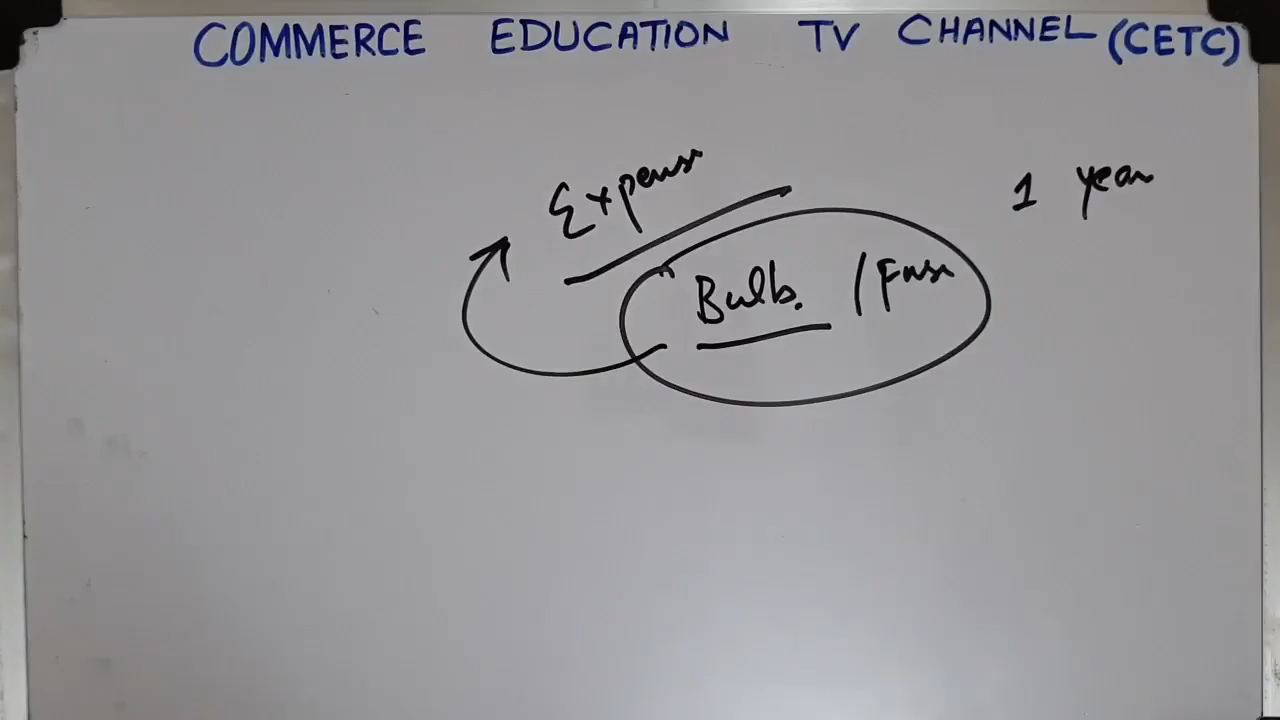 COMMERCE EDUCATION TV CHANNEL (CETC)
Expense
1 year
Bulb. / Fuse